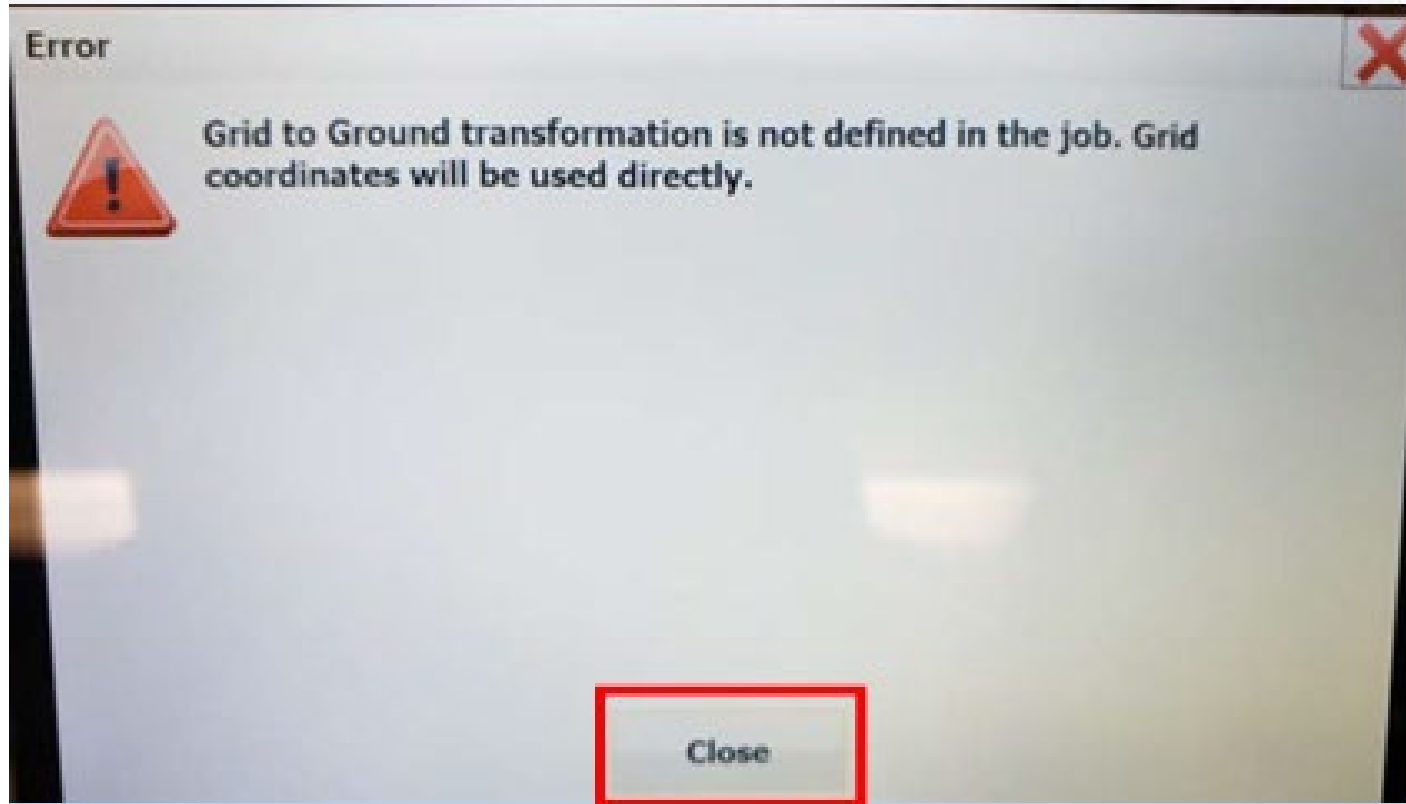 Error
Grid to Ground transformation is not defined in the job. Grid
coordinates will be used directly.
Close